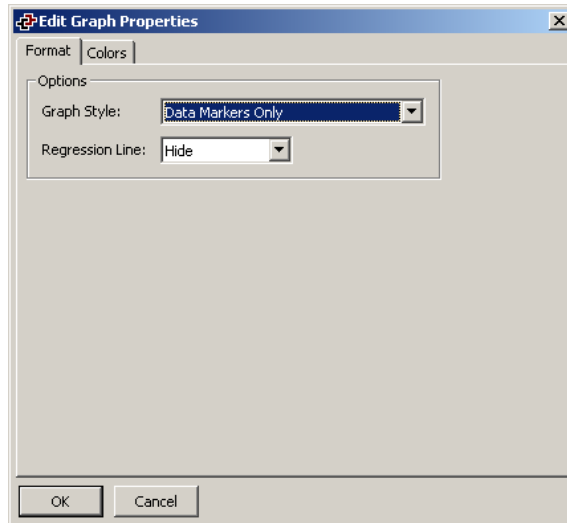 Edit Graph Properties
Format Colors
Options
Graph Style: Data Markers Only
Regression Line: Hide
OK Cancel